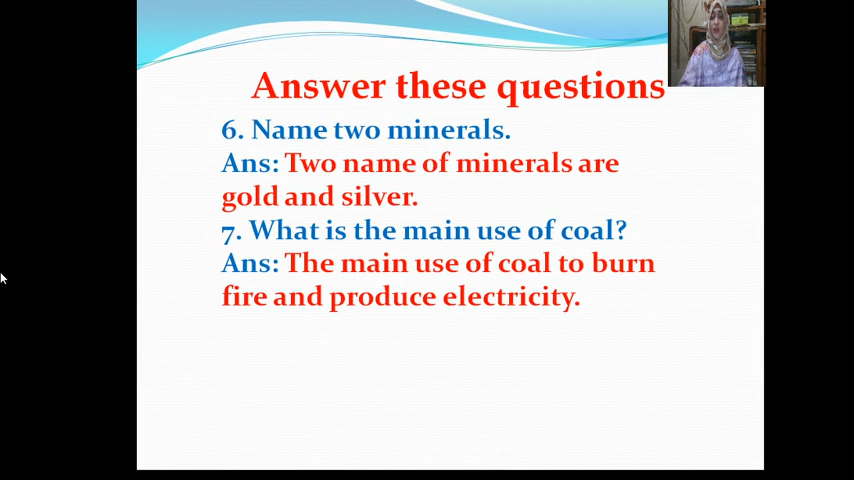 Answer these questions
6. Name two minerals.
Ans: Two name of minerals are
gold and silver.
7. What is the main use of coal?
Ans: The main use of coal to burn
fire and produce electricity.